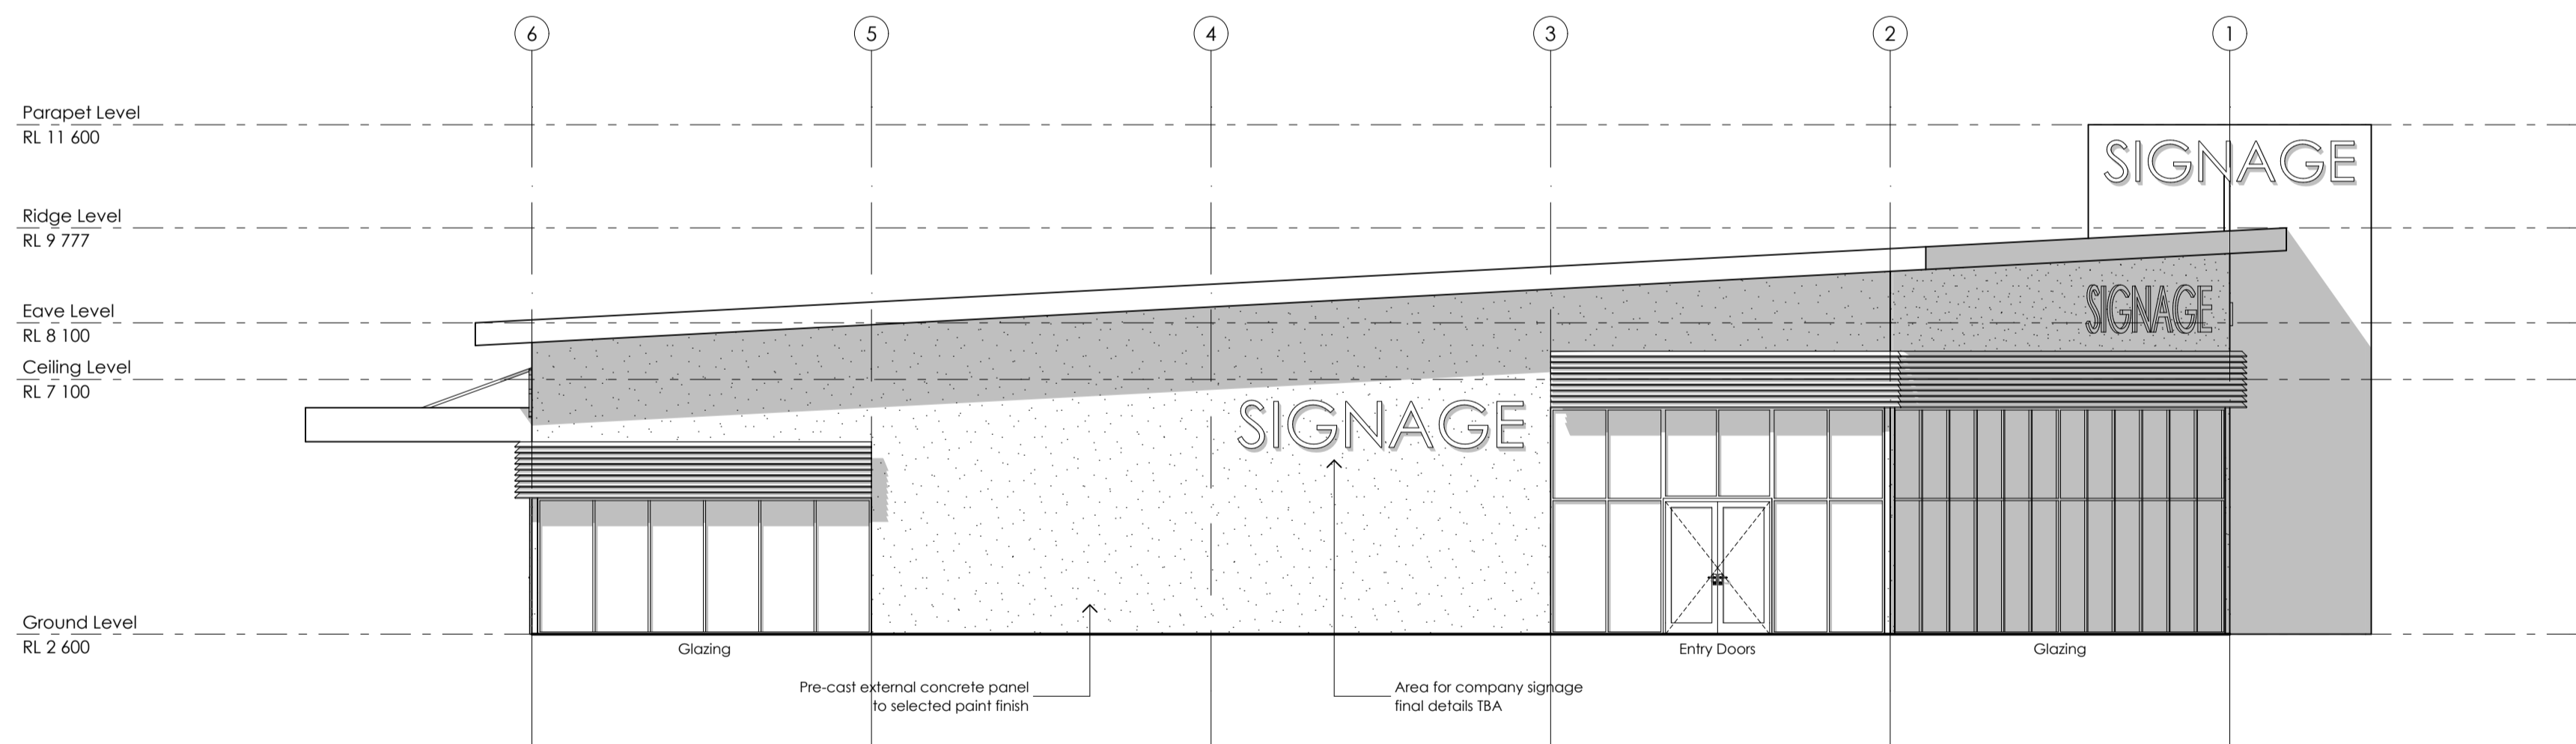 6
5
4
3
2
1
Parapet Level
RL 11 600
SIGNAGE
Ridge Level
RL 9 777
SIGNAGE
Eave Level
RL 8 100
Ceiling Level
RL 7 100
SIGNAGE
Ground Level
RL 2 600
Glazing
Entry Doors
Glazing
Pre-cast external concrete panel
to selected paint finish
Area for company signage
final details TBA